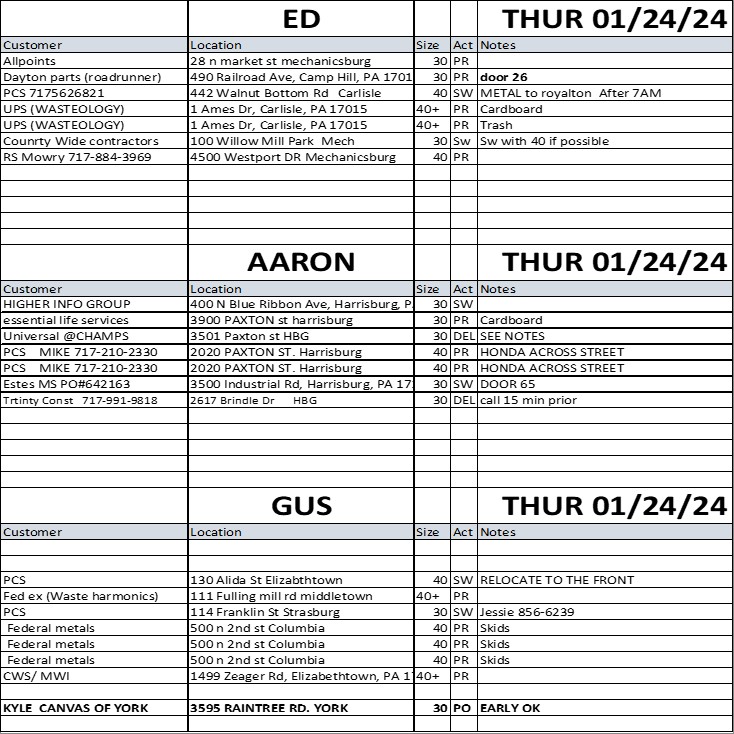 ED THUR 01/24/24
Customer Location Size Act Notes
Allpoints 28 n market st mechanicsburg 30 PR
Dayton parts (roadrunner) 490 Railroad Ave, Camp Hill, PA 1701 30 PR door 26
PCS 7175626821 442 Walnut Bottom Rd Carlisle 40 SW METAL to royalton After 7AM
UPS (WASTEOLOGY) 1 Ames Dr, Carlisle, PA 17015 40+ PR Cardboard
UPS (WASTEOLOGY) 1 Ames Dr, Carlisle, PA 17015 40+ PR Trash
Counrty Wide contractors 100 Willow Mill Park Mech 30 Sw Sw with 40 if possible
RS Mowry 717-884-3969 4500 Westport DR Mechanicsburg 40 PR
AARON THUR 01/24/24
Customer Location Size Act Notes
HIGHER INFO GROUP 400 N Blue Ribbon Ave, Harrisburg, P 30 SW
essential life services 3900 PAXTON st harrisburg 30 PR Cardboard
Universal @CHAMPS 3501 Paxton st HBG 30 DEL SEE NOTES
PCS MIKE 717-210-2330 2020 PAXTON ST. Harrisburg 40 PR HONDA ACROSS STREET
PCS MIKE 717-210-2330 2020 PAXTON ST. Harrisburg 40 PR HONDA ACROSS STREET
Estes MS PO#642163 3500 Industrial Rd, Harrisburg, PA 17 30 SW DOOR 65
Trtinty Const 717-991-9818 2617 Brindle Dr HBG 30 DEL call 15 min prior
GUS THUR 01/24/24
Customer Location Size Act Notes
PCS 130 Alida St Elizabthtown 40 SW RELOCATE TO THE FRONT
Fed ex (Waste harmonics) 111 Fulling mill rd middletown 40+ PR
PCS 114 Franklin St Strasburg 30 SW Jessie 856-6239
Federal metals 500 n 2nd st Columbia 40 PR Skids
Federal metals 500 n 2nd st Columbia 40 PR Skids
Federal metals 500 n 2nd st Columbia 40 PR Skids
CWS/ MWI 1499 Zeager Rd, Elizabethtown, PA 1 40+ PR
KYLE CANVAS OF YORK 3595 RAINTREE RD. YORK 30 PO EARLY OK